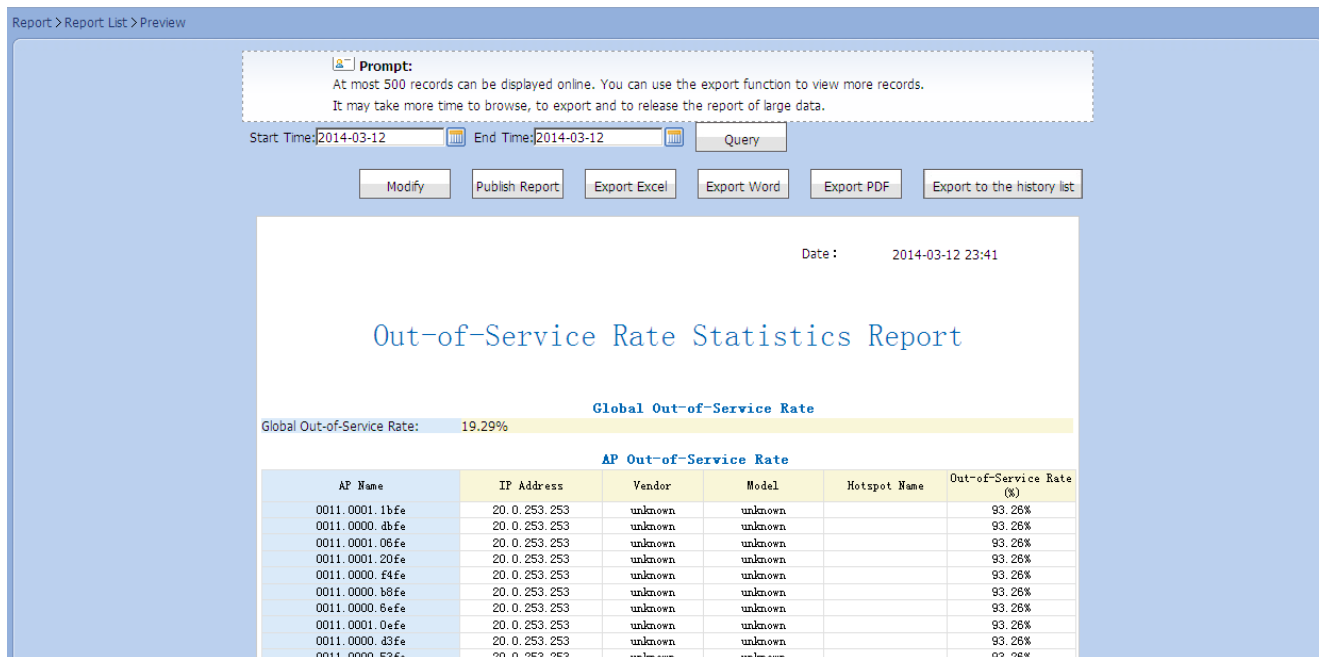 Report > Report List > Preview
Prompt:
At most 500 records can be displayed online. You can use the export function to view more records.
It may take more time to browse, to export and to release the report of large data.
Start Time: 2014-03-12 End Time: 2014-03-12 Query
Modify Publish Report Export Excel Export Word Export PDF Export to the history list
Date : 2014-03-12 23:41
Out-of-Service Rate Statistics Report
Global Out-of-Service Rate
Global Out-of-Service Rate: 19.29%
AP Out-of-Service Rate
AP Name IP Address Vendor Model Hotspot Name Out-of-Service Rate (%)
0011.0001.1bfe 20.0.253.253 unknown unknown 93.26%
0011.0000.dbfe 20.0.253.253 unknown unknown 93.26%
0011.0001.06fe 20.0.253.253 unknown unknown 93.26%
0011.0001.20fe 20.0.253.253 unknown unknown 93.26%
0011.0000.f4fe 20.0.253.253 unknown unknown 93.26%
0011.0000.b8fe 20.0.253.253 unknown unknown 93.26%
0011.0000.6efe 20.0.253.253 unknown unknown 93.26%
0011.0001.0efe 20.0.253.253 unknown unknown 93.26%
0011.0000.d3fe 20.0.253.253 unknown unknown 93.26%